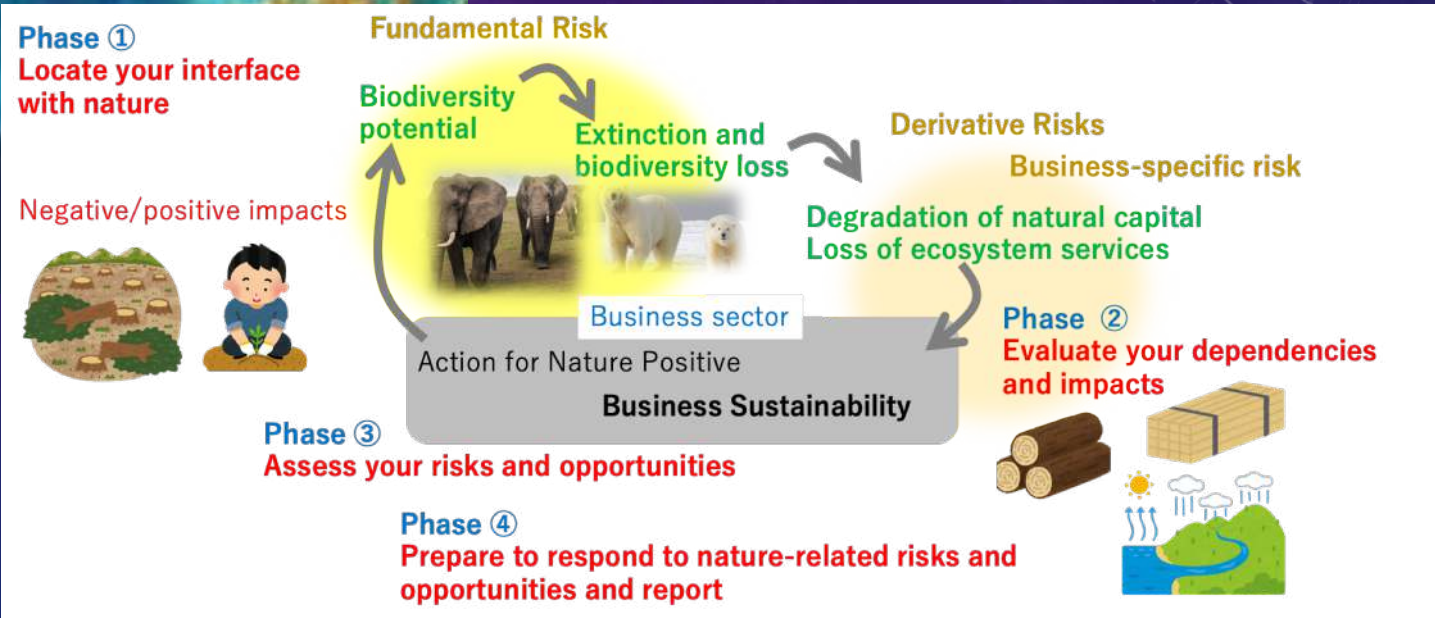 Phase ①
Locate your interface
with nature
Fundamental Risk
Biodiversity
potential
Extinction and
biodiversity loss
Derivative Risks
Business-specific risk
Negative/positive impacts
Degradation of natural capital
Loss of ecosystem services
Business sector
Action for Nature Positive
Business Sustainability
Phase ②
Evaluate your dependencies
and impacts
Phase ③
Assess your risks and opportunities
Phase ④
Prepare to respond to nature-related risks and
opportunities and report